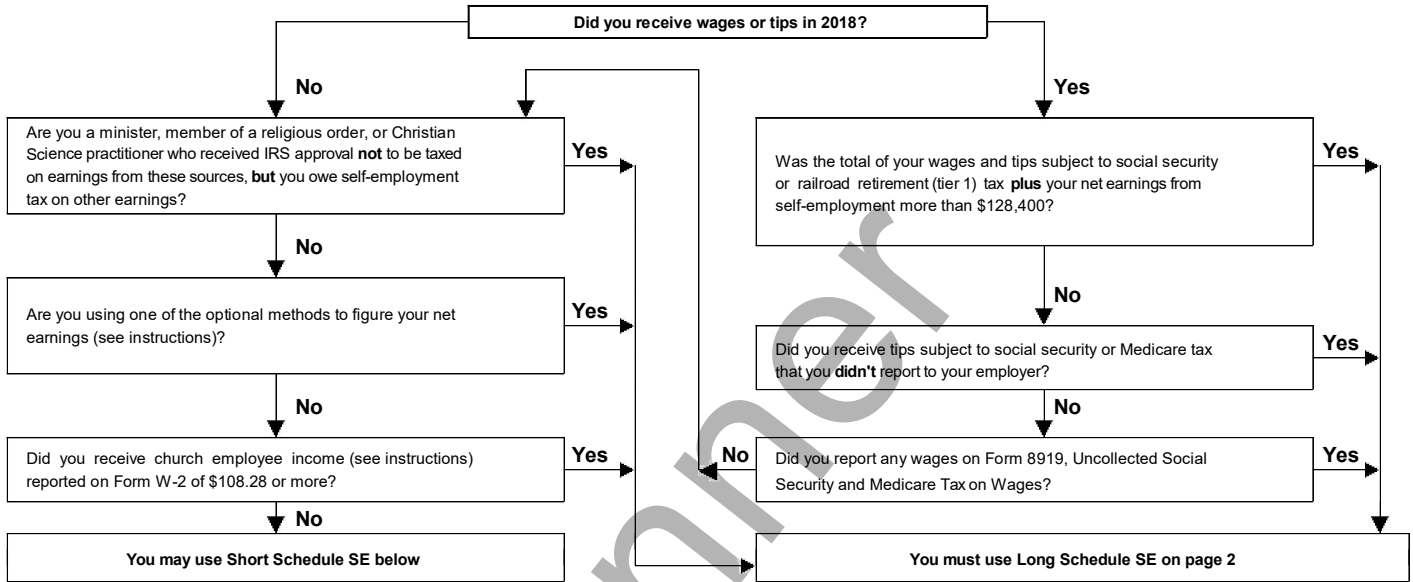 Did you receive wages or tips in 2018?
No
Yes
Are you a minister, member of a religious order, or Christian
Science practitioner who received IRS approval not to be taxed
on earnings from these sources, but you owe self-employment
tax on other earnings?
Yes
Was the total of your wages and tips subject to social security
or railroad retirement (tier 1) tax plus your net earnings from
self-employment more than $128,400?
Yes
No
No
Are you using one of the optional methods to figure your net
earnings (see instructions)?
Yes
Did you receive tips subject to social security or Medicare tax
that you didn't report to your employer?
Yes
No
No
Did you receive church employee income (see instructions)
reported on Form W-2 of $108.28 or more?
Yes
No
Did you report any wages on Form 8919, Uncollected Social
Security and Medicare Tax on Wages?
Yes
No
You may use Short Schedule SE below
You must use Long Schedule SE on page 2
nner